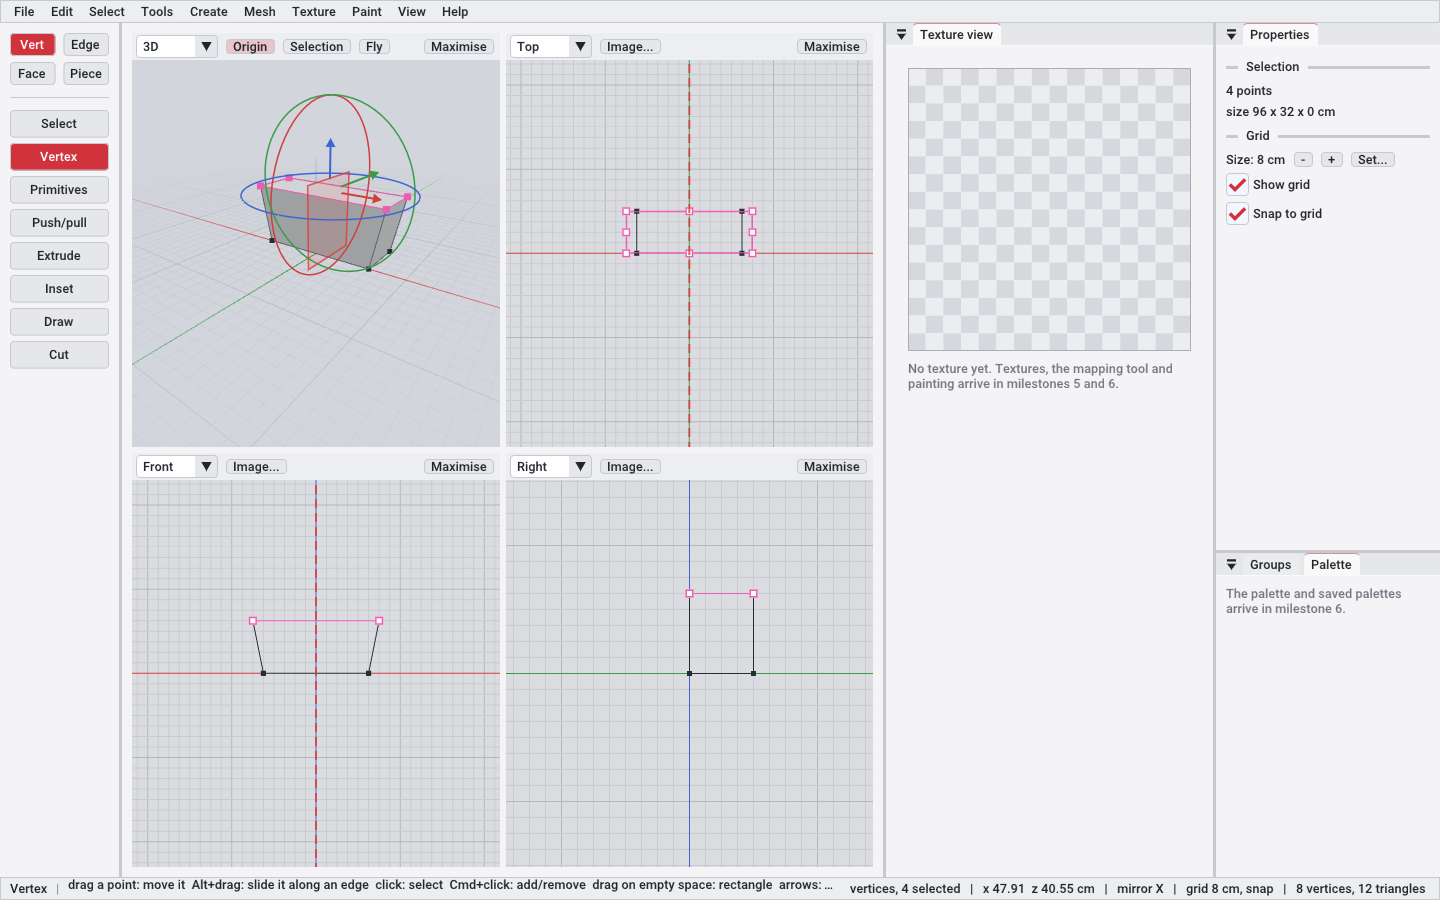 File Edit Select Tools Create Mesh Texture Paint View Help
Vert Edge
Face Piece
Select
Vertex
Primitives
Push/pull
Extrude
Inset
Draw
Cut
3D Origin Selection Fly Maximise
Top Image... Maximise
Front Image... Maximise
Right Image... Maximise
Texture view
No texture yet. Textures, the mapping tool and
painting arrive in milestones 5 and 6.
Properties
Selection
4 points
size 96 x 32 x 0 cm
Grid
Size: 8 cm - + Set...
Show grid
Snap to grid
Groups Palette
The palette and saved palettes
arrive in milestone 6.
Vertex | drag a point: move it Alt+drag: slide it along an edge click: select Cmd+click: add/remove drag on empty space: rectangle arrows: ... vertices, 4 selected | x 47.91 z 40.55 cm | mirror X | grid 8 cm, snap | 8 vertices, 12 triangles